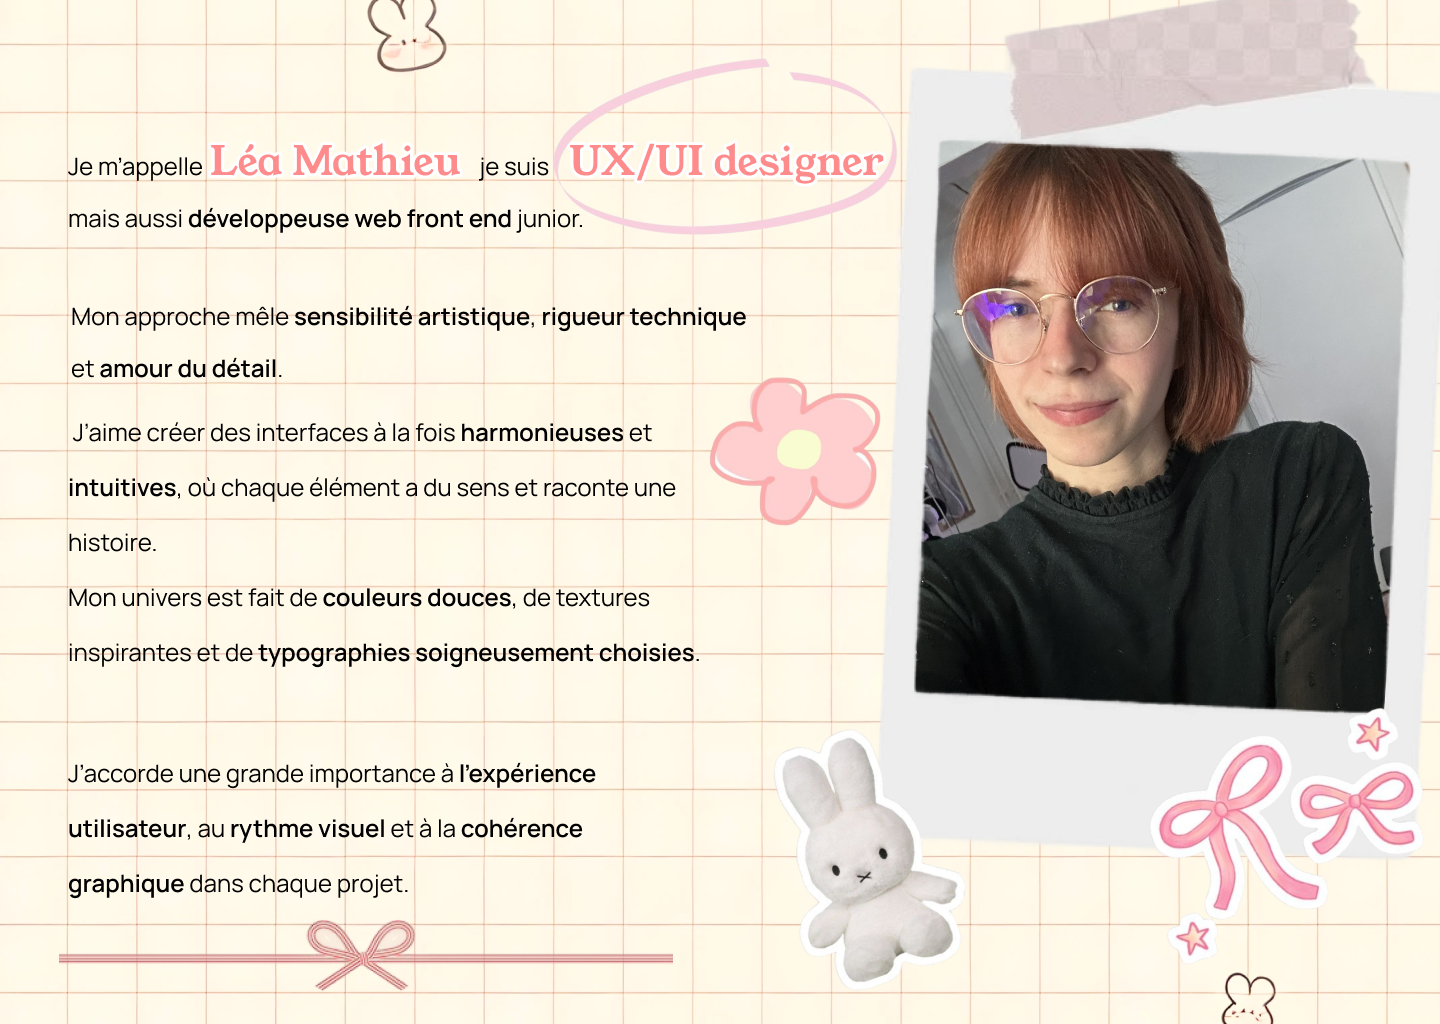 Je m’appelle Léa Mathieu je suis UX/UI designer
mais aussi développeuse web front end junior.
Mon approche mêle sensibilité artistique, rigueur technique
et amour du détail.
J’aime créer des interfaces à la fois harmonieuses et
intuitives, où chaque élément a du sens et raconte une
histoire.
Mon univers est fait de couleurs douces, de textures
inspirantes et de typographies soigneusement choisies.
J’accorde une grande importance à l’expérience
utilisateur, au rythme visuel et à la cohérence
graphique dans chaque projet.